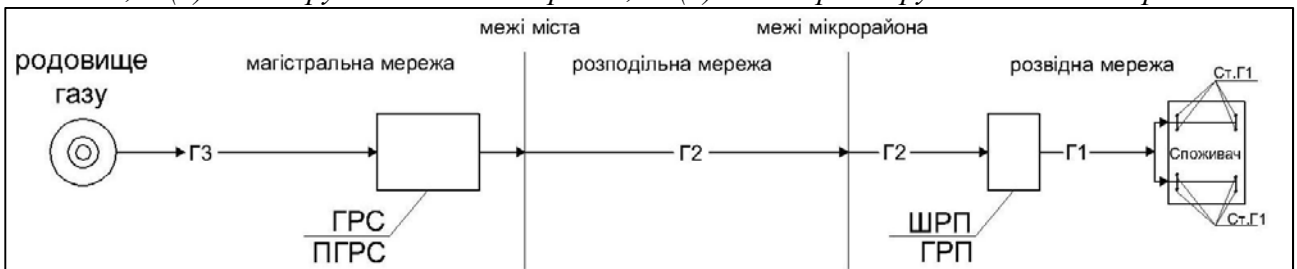 межі міста
межі мікрорайона
родовище
газу
магістральна мережа
розподільна мережа
розвідна мережа
Ст.Г1
Г3
Г2
Г2
Г1
Споживач
ГРС
ПГРС
ШРП
ГРП
Ст.Г1